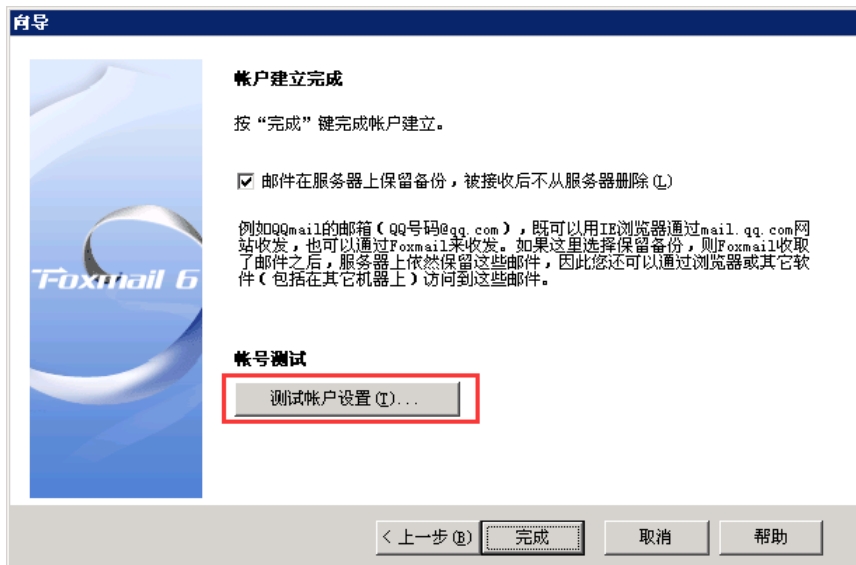 向导
帐户建立完成
按“完成”键完成帐户建立。
邮件在服务器上保留备份，被接收后不从服务器删除(L)
例如QQmail的邮箱（QQ号码@qq.com），既可以用IE浏览器通过mail.qq.com网
站收发，也可以通过Foxmail来收发。如果这里选择保留备份，则Foxmail收取
了邮件之后，服务器上依然保留这些邮件，因此您还可以通过浏览器或其它软
件（包括在其它机器上）访问到这些邮件。
Foxmail 6
帐号测试
测试帐户设置(T)...
< 上一步(B)
完成
取消
帮助